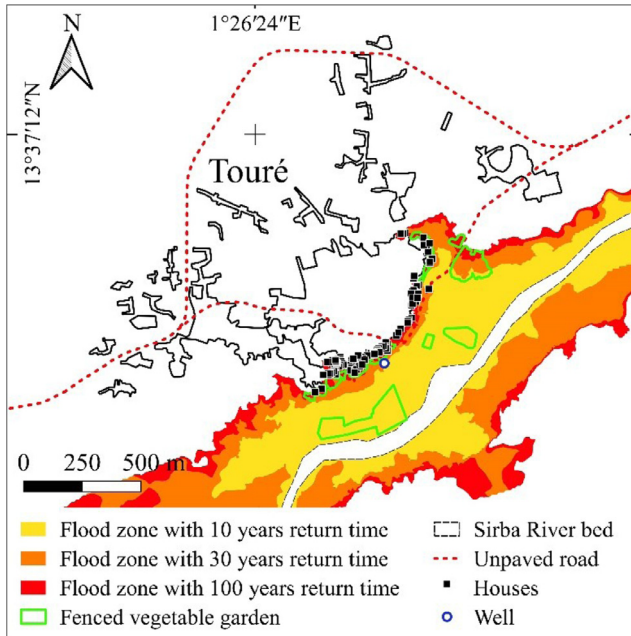 N
1°26′24″E
13°37′12″N
Touré
0 250 500 m
Flood zone with 10 years return time
Flood zone with 30 years return time
Flood zone with 100 years return time
Fenced vegetable garden
Sirba River bed
Unpaved road
Houses
Well